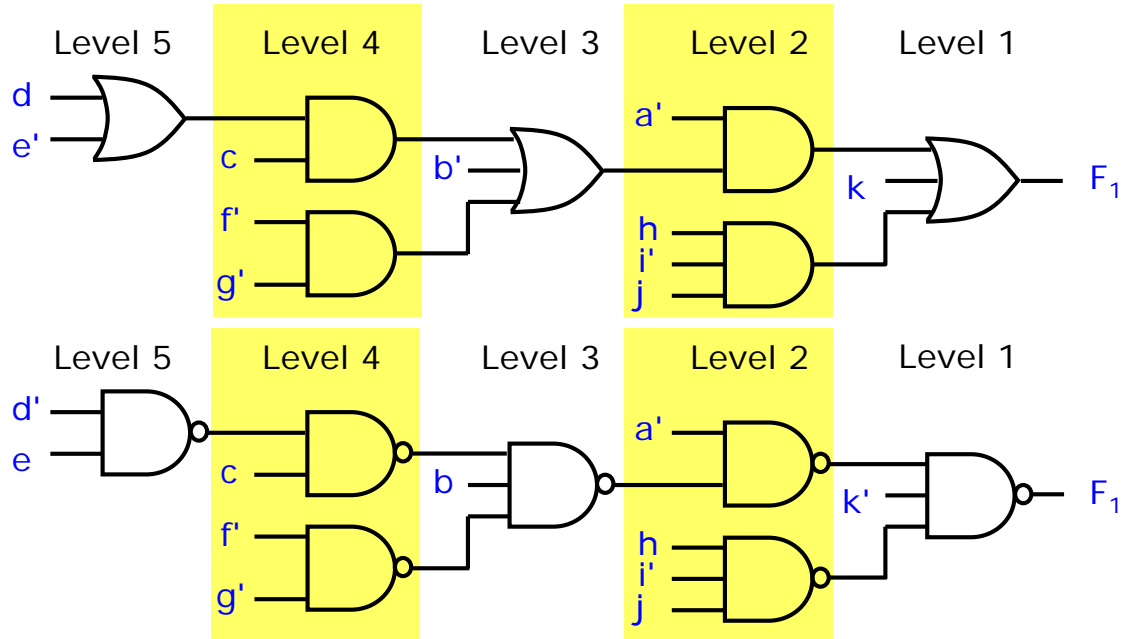 Level 5 Level 4 Level 3 Level 2 Level 1
d
e'
c
f'
g'
b'
a'
h
i'
j
k
F1
Level 5 Level 4 Level 3 Level 2 Level 1
d'
e
c
f'
g'
b
a'
h
i'
j
k'
F1